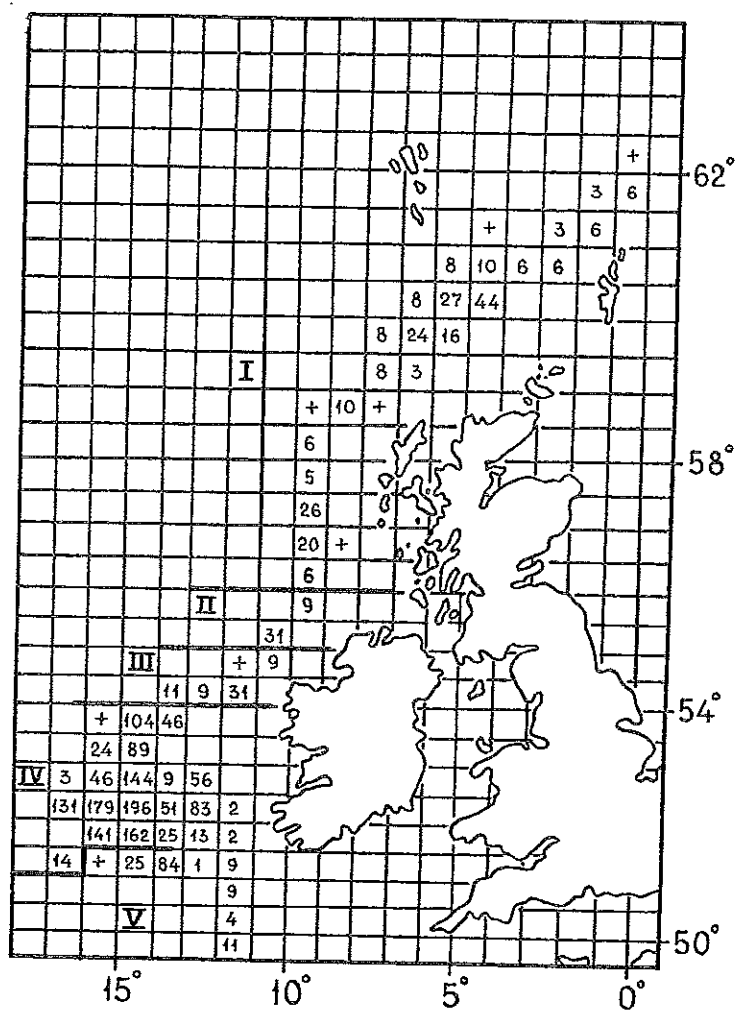 +
62°
3 6
+ 3 6
8 10 6 6
8 27 44
8 24 16
I 8 3
+ 10 +
6
58°
5
26
20 +
6
II 9
31
III + 9
11 9 31
+ 104 46 54°
24 89
IV 3 46 144 9 56
131 179 196 51 83 2
141 162 25 13 2
14 + 25 84 1 9
9
V 4
11 50°
15° 10° 5° 0°